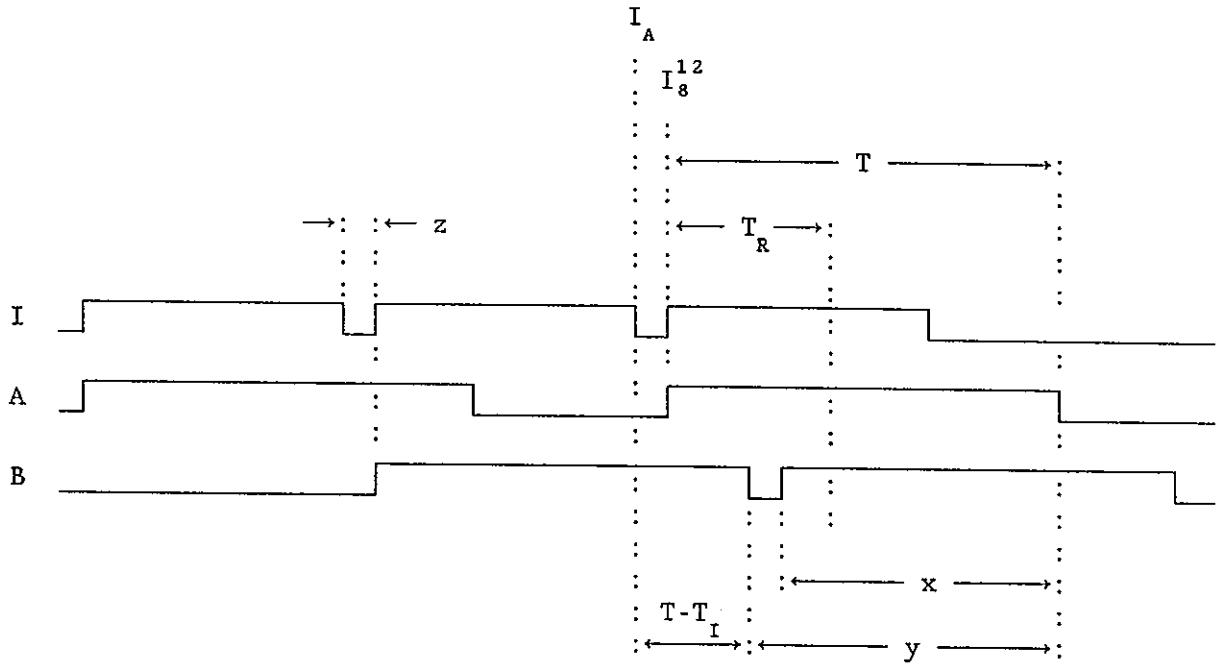 I_A
I_8^12
← T →
← T_R →
→ ← z
I
A
B
← x →
← T-T_I →
← y →